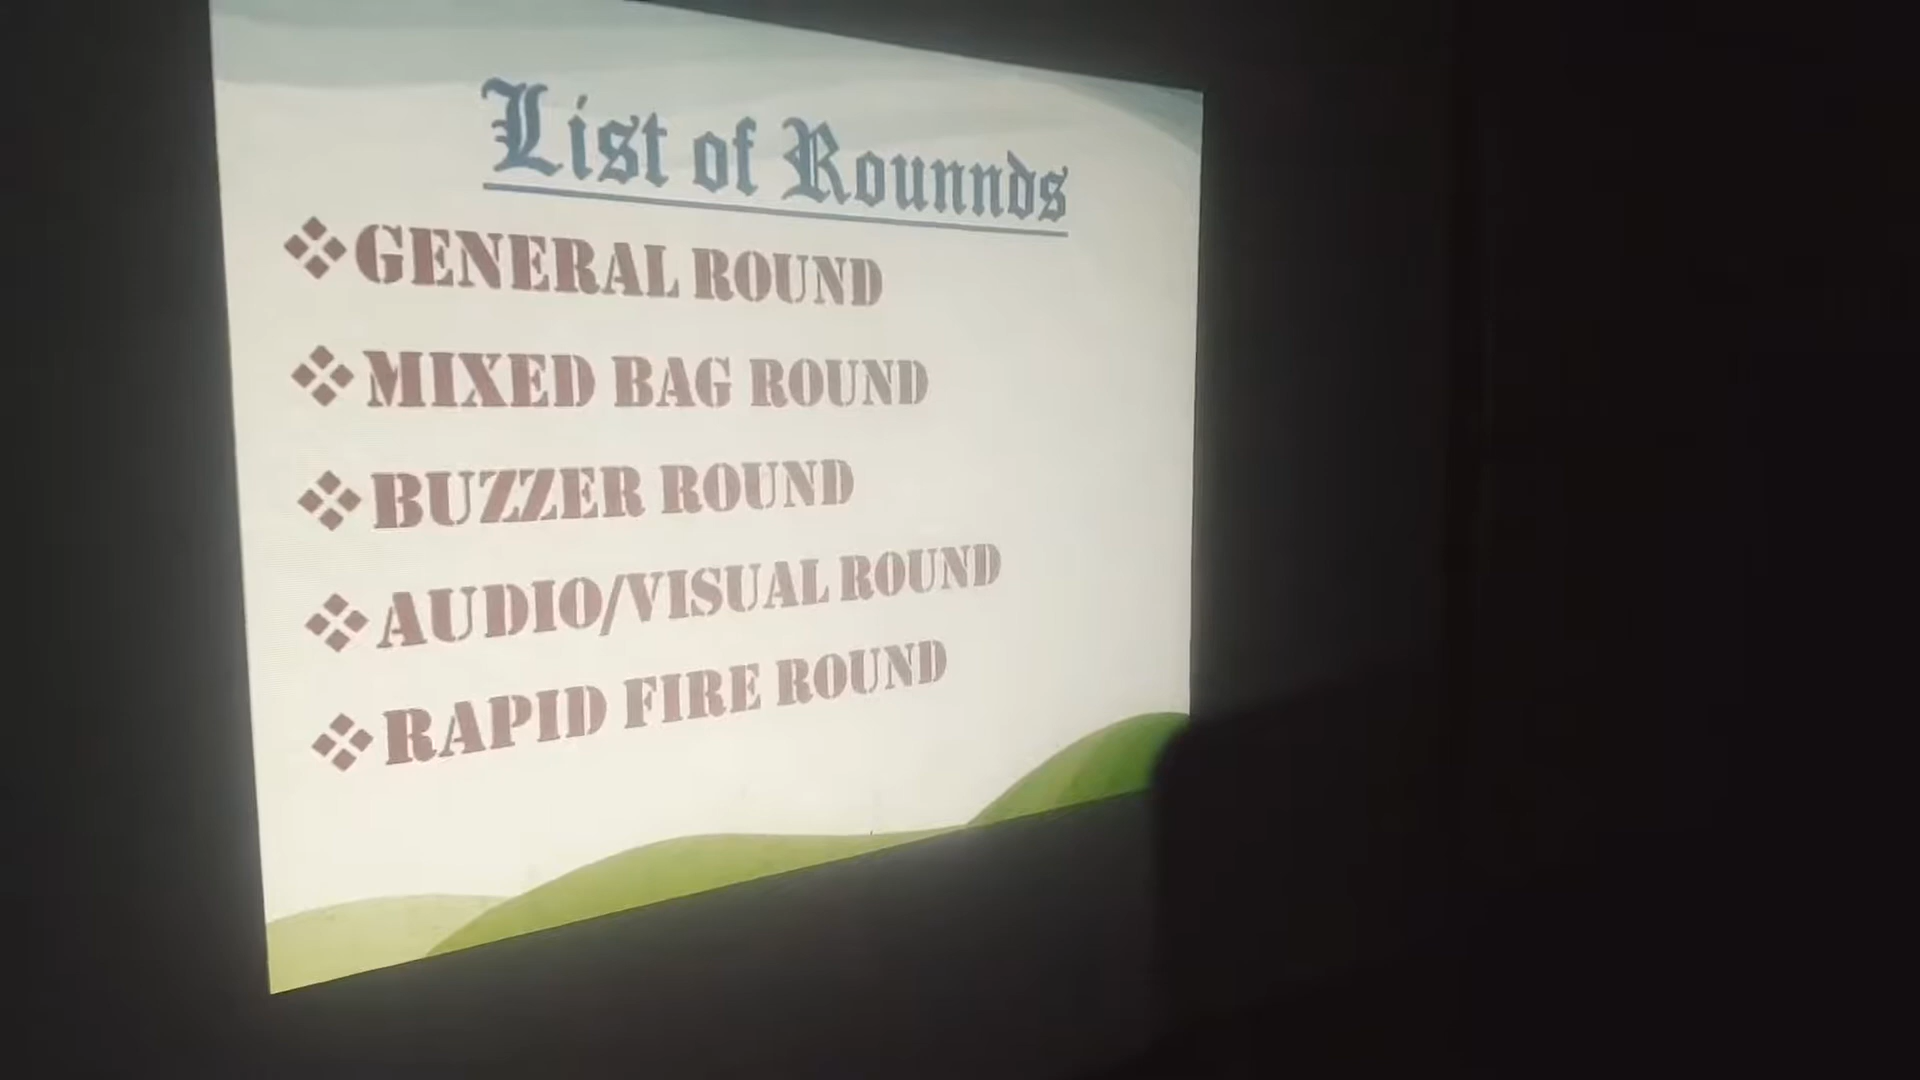 List of Rounnds
GENERAL ROUND
MIXED BAG ROUND
BUZZER ROUND
AUDIO/VISUAL ROUND
RAPID FIRE ROUND